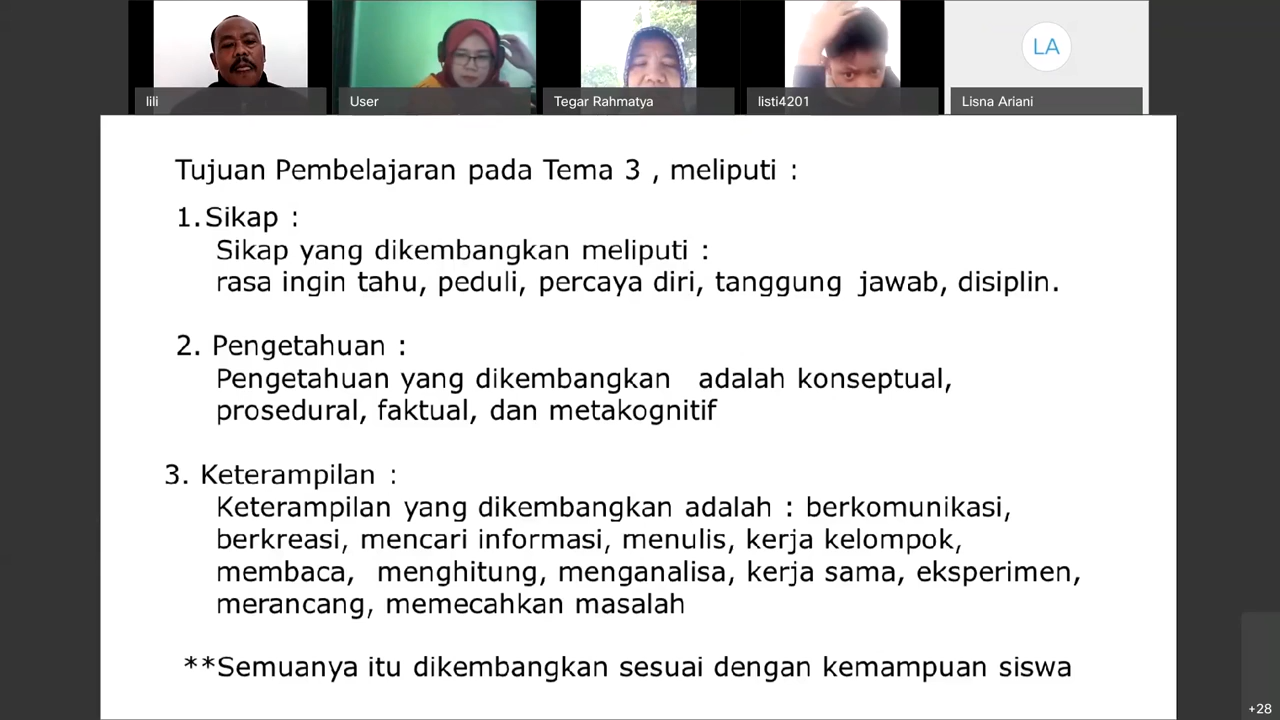 LA
lili
User
Tegar Rahmatya
listi4201
Lisna Ariani
Tujuan Pembelajaran pada Tema 3 , meliputi :
1. Sikap :
Sikap yang dikembangkan meliputi :
rasa ingin tahu, peduli, percaya diri, tanggung jawab, disiplin.
2. Pengetahuan :
Pengetahuan yang dikembangkan adalah konseptual,
prosedural, faktual, dan metakognitif
3. Keterampilan :
Keterampilan yang dikembangkan adalah : berkomunikasi,
berkreasi, mencari informasi, menulis, kerja kelompok,
membaca, menghitung, menganalisa, kerja sama, eksperimen,
merancang, memecahkan masalah
**Semuanya itu dikembangkan sesuai dengan kemampuan siswa
+28